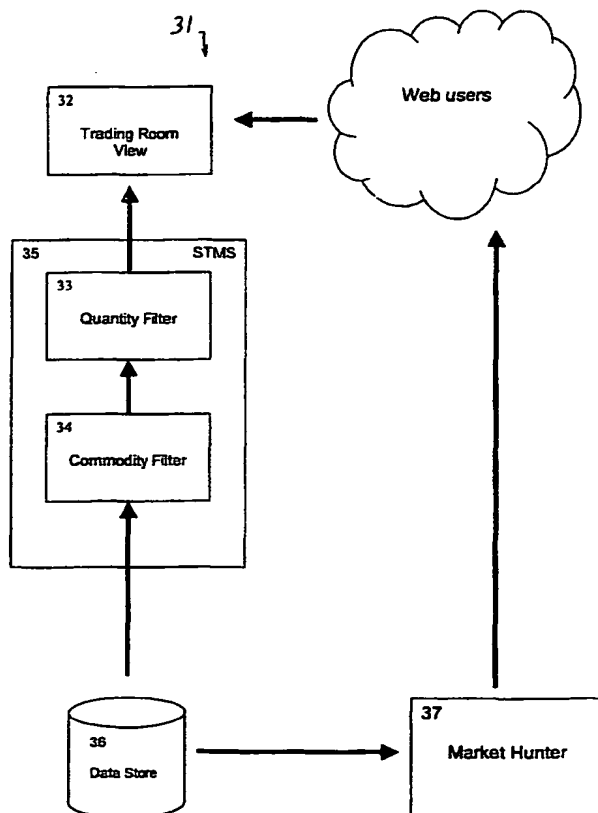 31
32
Trading Room
View
Web users
35 STMS
33
Quantity Filter
34
Commodity Filter
36
Data Store
37
Market Hunter